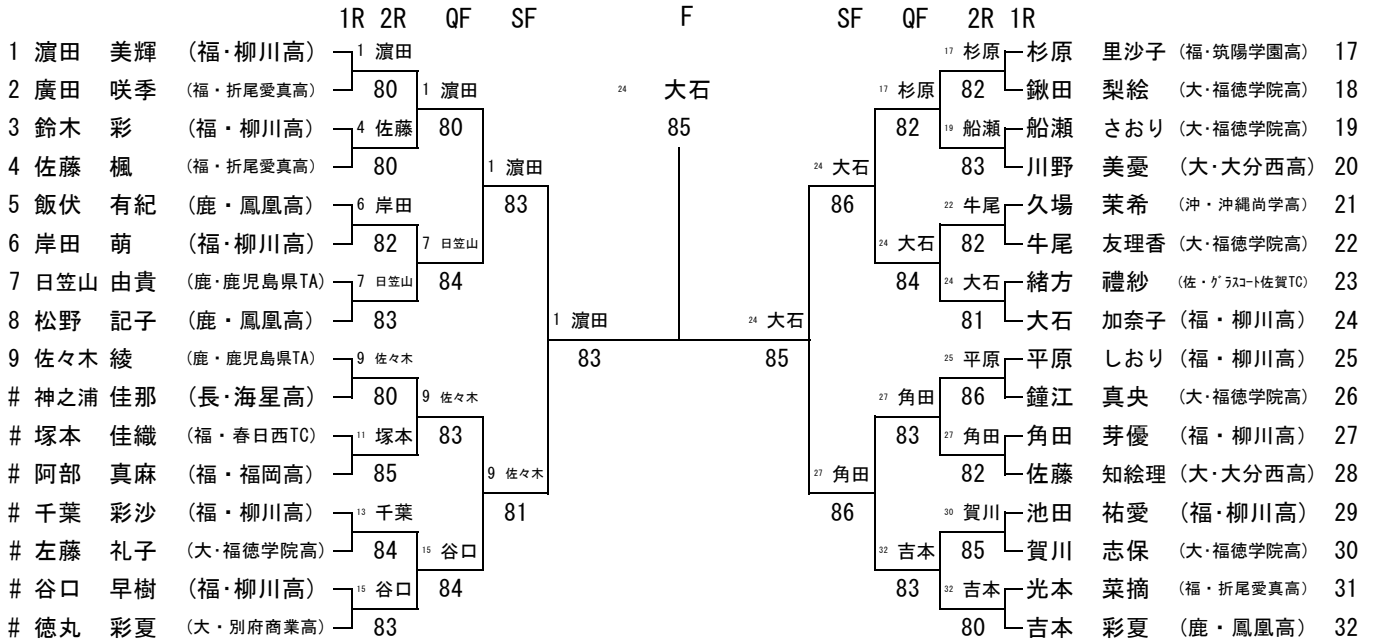 1R 2R QF SF F SF QF 2R 1R
1 濵田 美輝 (福・柳川高) 1 濵田 17 杉原 杉原 里沙子 (福・筑陽学園高) 17
2 廣田 咲季 (福・折尾愛真高) 80 1 濵田 24 大石 17 杉原 82 鍬田 梨絵 (大・福徳学院高) 18
3 鈴木 彩 (福・柳川高) 4 佐藤 80 85 82 19 船瀬 船瀬 さおり (大・福徳学院高) 19
4 佐藤 楓 (福・折尾愛真高) 80 1 濵田 24 大石 83 川野 美憂 (大・大分西高) 20
5 飯伏 有紀 (鹿・鳳凰高) 6 岸田 83 86 22 牛尾 久場 茉希 (沖・沖縄尚学高) 21
6 岸田 萌 (福・柳川高) 82 7 日笠山 24 大石 82 牛尾 友理香 (大・福徳学院高) 22
7 日笠山 由貴 (鹿・鹿児島県TA) 7 日笠山 84 84 24 大石 緒方 禮紗 (佐・グラスコート佐賀TC) 23
8 松野 記子 (鹿・鳳凰高) 83 1 濵田 24 大石 81 大石 加奈子 (福・柳川高) 24
9 佐々木 綾 (鹿・鹿児島県TA) 9 佐々木 83 85 25 平原 平原 しおり (福・柳川高) 25
# 神之浦 佳那 (長・海星高) 80 9 佐々木 27 角田 86 鐘江 真央 (大・福徳学院高) 26
# 塚本 佳織 (福・春日西TC) 11 塚本 83 83 27 角田 角田 芽優 (福・柳川高) 27
# 阿部 真麻 (福・福岡高) 85 9 佐々木 27 角田 82 佐藤 知絵理 (大・大分西高) 28
# 千葉 彩沙 (福・柳川高) 13 千葉 81 86 30 賀川 池田 祐愛 (福・柳川高) 29
# 左藤 礼子 (大・福徳学院高) 84 15 谷口 32 吉本 85 賀川 志保 (大・福徳学院高) 30
# 谷口 早樹 (福・柳川高) 15 谷口 84 83 32 吉本 光本 菜摘 (福・折尾愛真高) 31
# 徳丸 彩夏 (大・別府商業高) 83 80 吉本 彩夏 (鹿・鳳凰高) 32